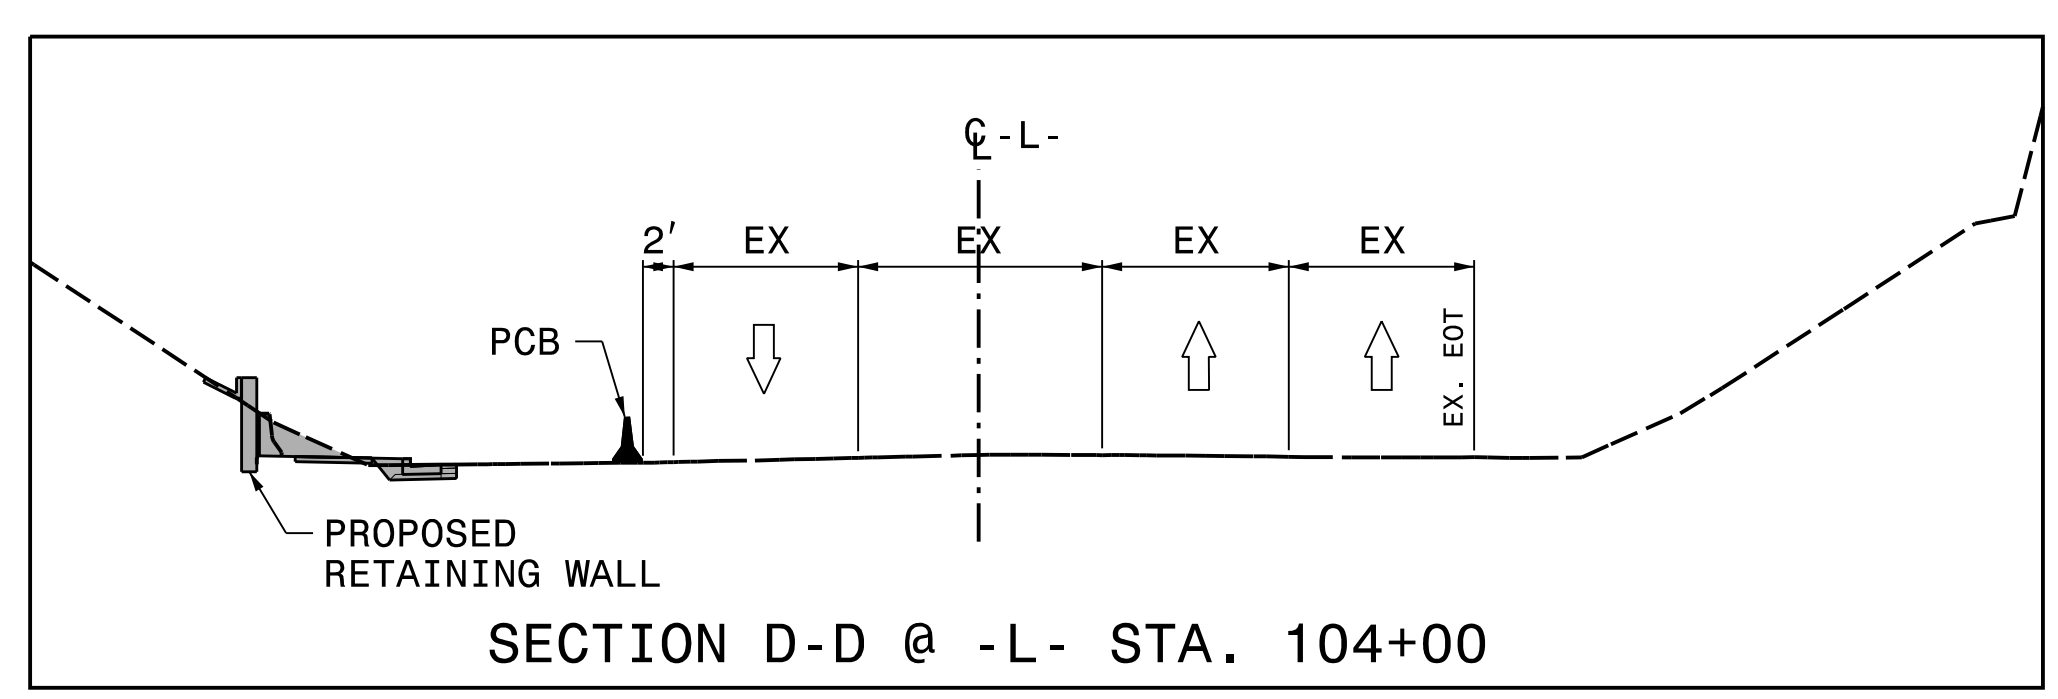 ℄ -L-
2' EX EX EX EX
PCB
EX. EOT
PROPOSED
RETAINING WALL
SECTION D-D @ -L- STA. 104+00